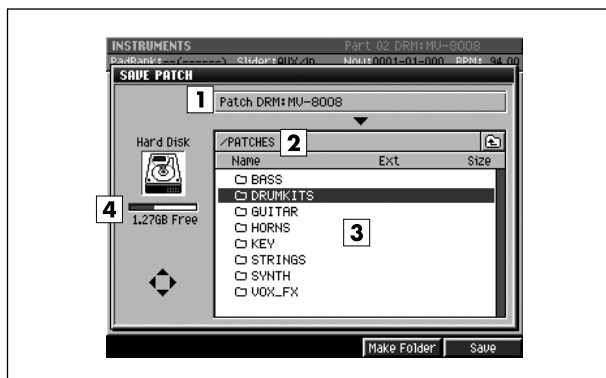 INSTRUMENTS Part 02 DRM:MV-8008
PadBank:--(------) Slider:AUX/In Now:0001-01-000 BPM: 94.00
SAVE PATCH
1 Patch DRM:MV-8008
Hard Disk
/PATCHES 2
Name Ext Size
BASS
DRUMKITS
GUITAR
HORNS
KEY
STRINGS
SYNTH
VOX_FX
3
4
1.27GB Free
Make Folder Save